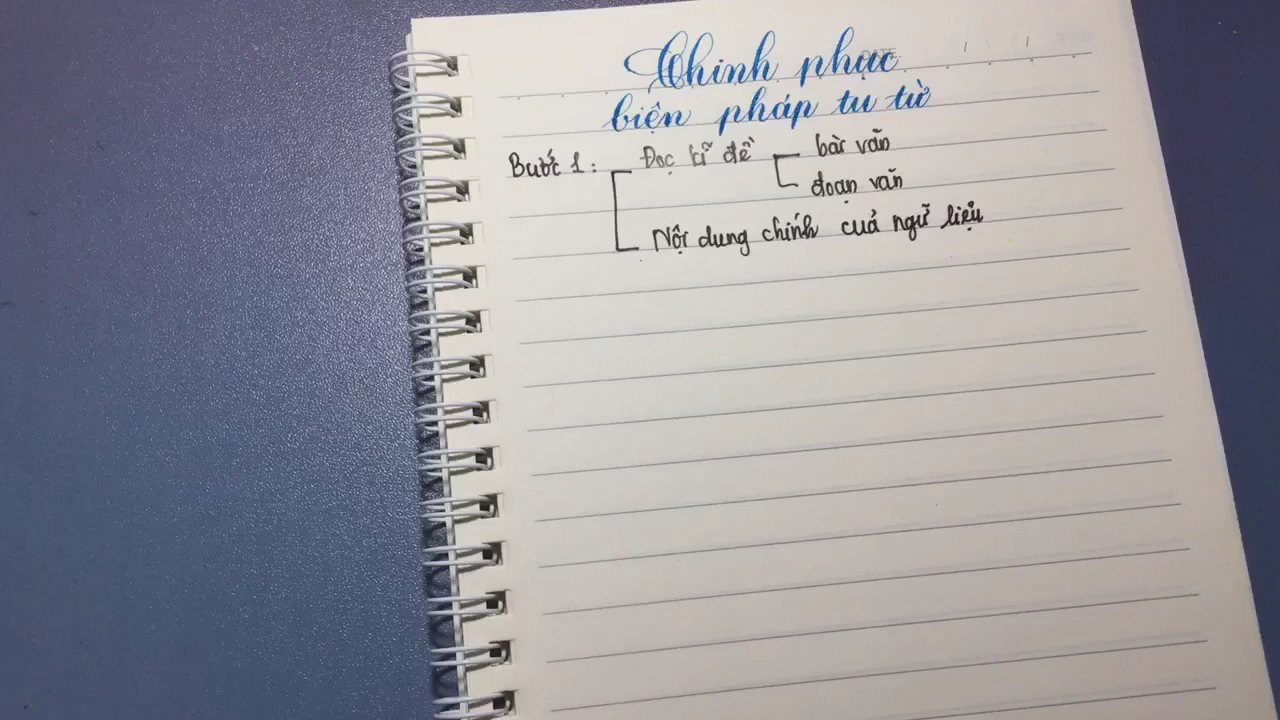 Chinh phục
DATE
biện pháp tu từ
Bước 1: Đọc kĩ đề bài văn
đoạn văn
Nội dung chính của ngữ liệu